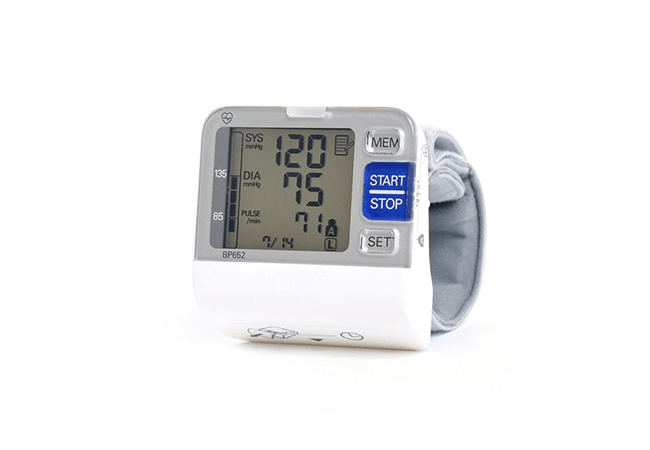 SYS
mmHg
120
MEM
135
DIA
mmHg
75
START
STOP
85
PULSE
/min
71
A
7/14
L
SET
BP652